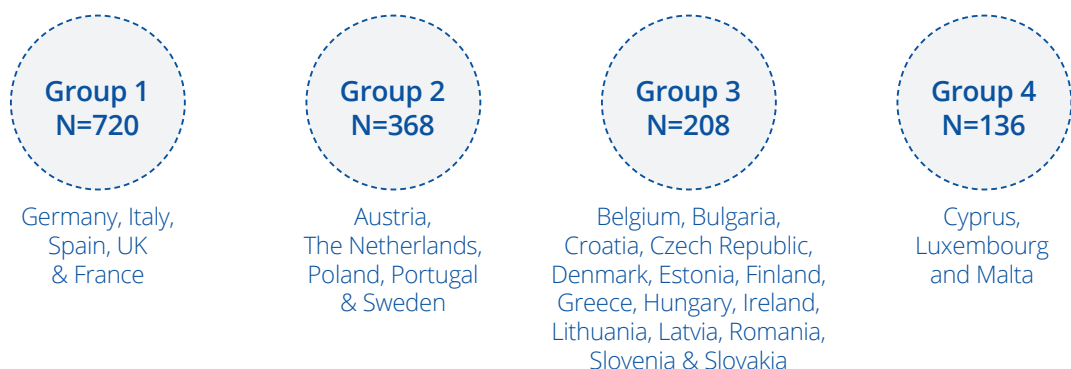 Group 1
N=720
Germany, Italy,
Spain, UK
& France
Group 2
N=368
Austria,
The Netherlands,
Poland, Portugal
& Sweden
Group 3
N=208
Belgium, Bulgaria,
Croatia, Czech Republic,
Denmark, Estonia, Finland,
Greece, Hungary, Ireland,
Lithuania, Latvia, Romania,
Slovenia & Slovakia
Group 4
N=136
Cyprus,
Luxembourg
and Malta